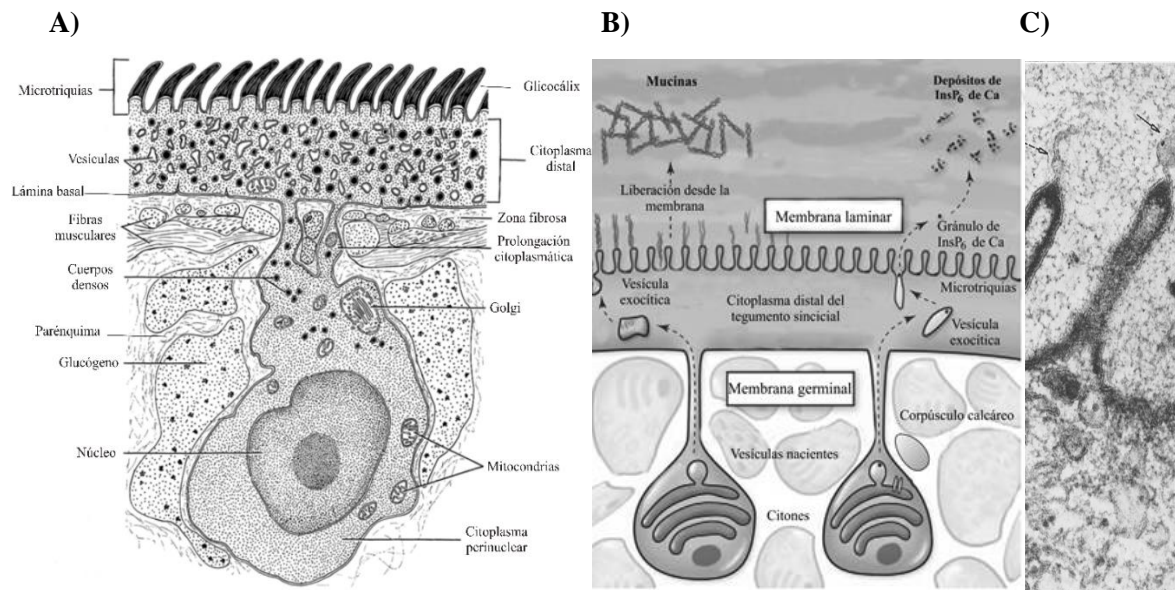 A)
Microtriquias
Vesículas
Lámina basal
Fibras
musculares
Cuerpos
densos
Parénquima
Glucógeno
Núcleo
Glicocálix
Citoplasma
distal
Zona fibrosa
Prolongación
citoplasmática
Golgi
Mitocondrias
Citoplasma
perinuclear
B)
Mucinas
Depósitos de
InsP6 de Ca
Liberación desde la
membrana
Membrana laminar
Gránulo de
InsP6 de Ca
Microtriquias
Vesícula
exocítica
Citoplasma distal del
tegumento sincicial
Vesícula
exocítica
Membrana germinal
Corpúsculo calcáreo
Vesículas nacientes
Citones
C)